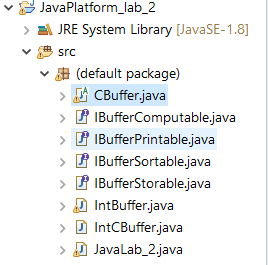 JavaPlatform_lab_2
JRE System Library [JavaSE-1.8]
src
(default package)
CBuffer.java
IBufferComputable.java
IBufferPrintable.java
IBufferSortable.java
IBufferStorable.java
IntBuffer.java
IntCBuffer.java
JavaLab_2.java